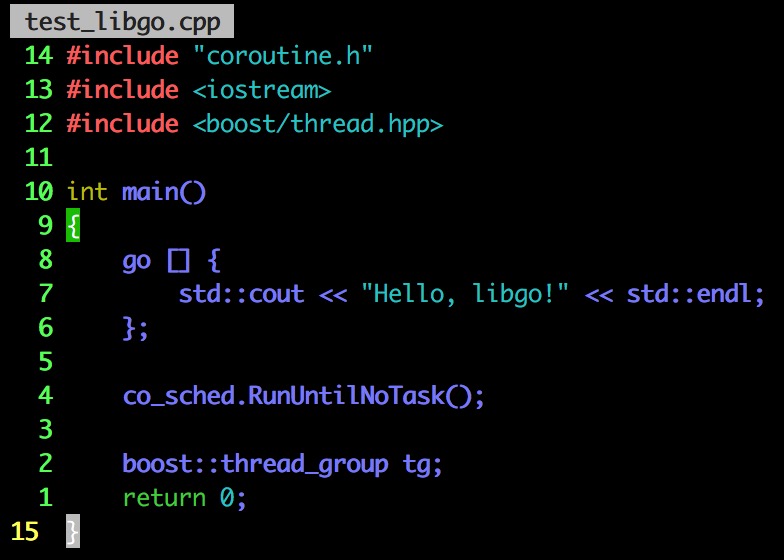 test_libgo.cpp
14 #include "coroutine.h"
13 #include <iostream>
12 #include <boost/thread.hpp>
11
10 int main()
9 {
8     go [] {
7         std::cout << "Hello, libgo!" << std::endl;
6     };
5
4     co_sched.RunUntilNoTask();
3
2     boost::thread_group tg;
1     return 0;
15 }